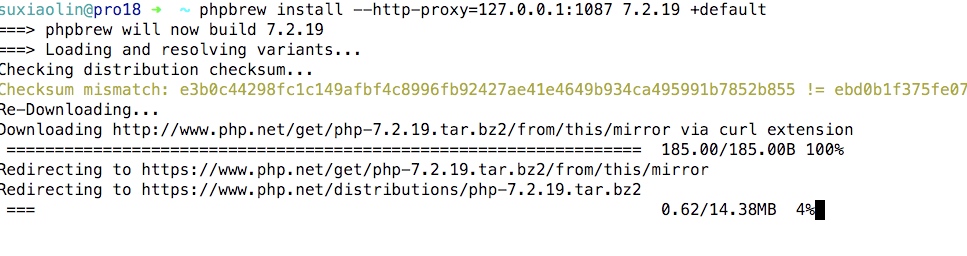 suxiaolin@pro18 ➜ ~ phpbrew install --http-proxy=127.0.0.1:1087 7.2.19 +default
===> phpbrew will now build 7.2.19
===> Loading and resolving variants...
Checking distribution checksum...
Checksum mismatch: e3b0c44298fc1c149afbf4c8996fb92427ae41e4649b934ca495991b7852b855 != ebd0b1f375fe07
Re-Downloading...
Downloading http://www.php.net/get/php-7.2.19.tar.bz2/from/this/mirror via curl extension
================================================================== 185.00/185.00B 100%
Redirecting to https://www.php.net/get/php-7.2.19.tar.bz2/from/this/mirror
Redirecting to https://www.php.net/distributions/php-7.2.19.tar.bz2
=== 0.62/14.38MB 4%